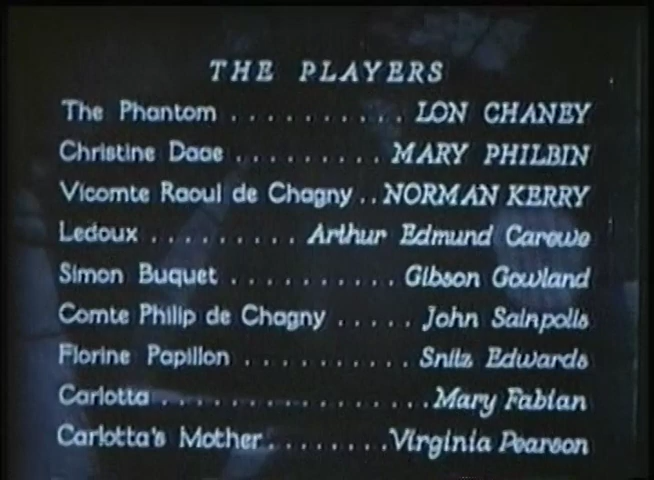 THE PLAYERS
The Phantom . . . . . . . . . . LON CHANEY
Christine Daae . . . . . . . . . MARY PHILBIN
Vicomte Raoul de Chagny . . NORMAN KERRY
Ledoux . . . . . . . . . Arthur Edmund Carewe
Simon Buquet . . . . . . . . . . Gibson Gowland
Comte Philip de Chagny . . . . . John Sainpolis
Florine Papillon . . . . . . . . . . Snitz Edwards
Carlotta . . . . . . . . . . . . . . . . Mary Fabian
Carlotta's Mother . . . . . . . . Virginia Pearson